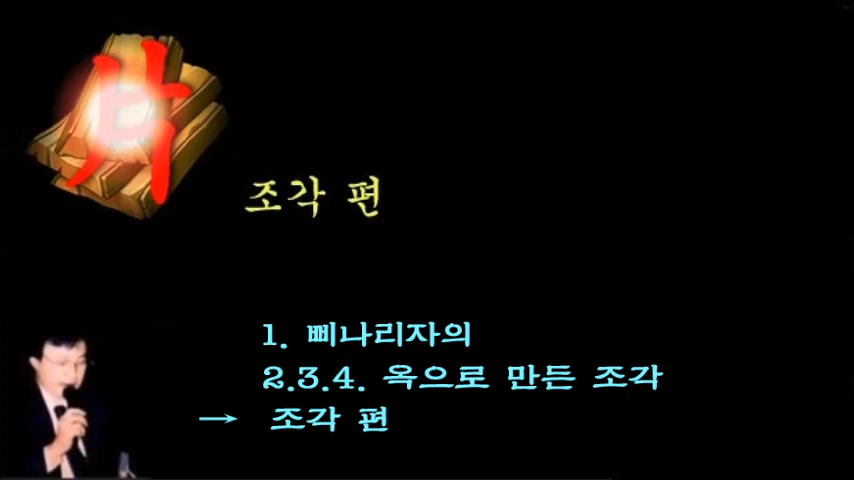 조각 편
1. 삐나리자의
2.3.4. 옥으로 만든 조각
→ 조각 편